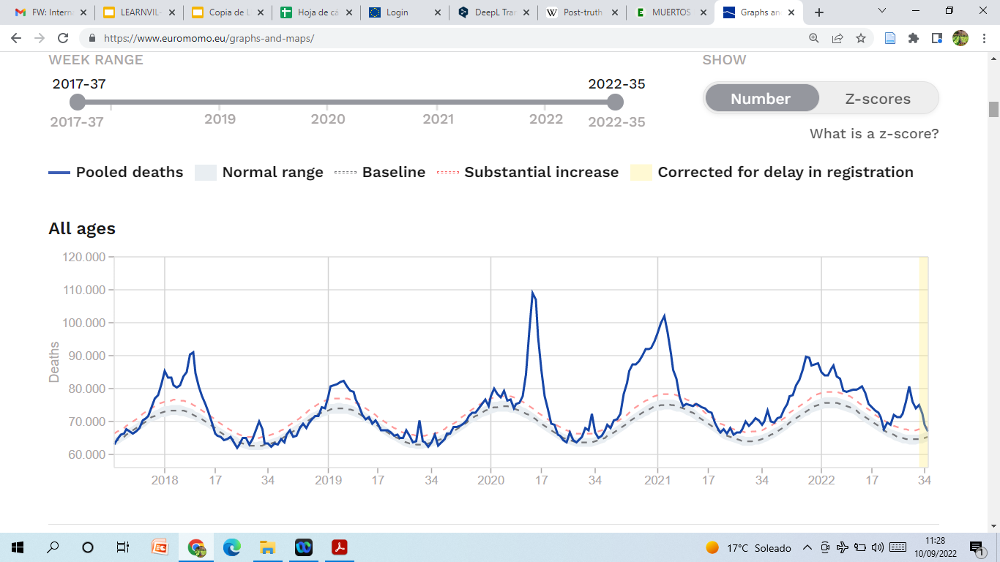 FW: Interna
LEARNVIL-
Copia de L
Hoja de cá
Login
DeepL Tran
Post-truth
MUERTOS
Graphs and
https://www.euromomo.eu/graphs-and-maps/
WEEK RANGE
SHOW
2017-37
2022-35
Number
Z-scores
2017-37
2019
2020
2021
2022
2022-35
What is a z-score?
Pooled deaths
Normal range
Baseline
Substantial increase
Corrected for delay in registration
All ages
120.000
110.000
100.000
90.000
80.000
70.000
60.000
Deaths
2018
17
34
2019
17
34
2020
17
34
2021
17
34
2022
17
34
17°C Soleado
11:28
10/09/2022
1